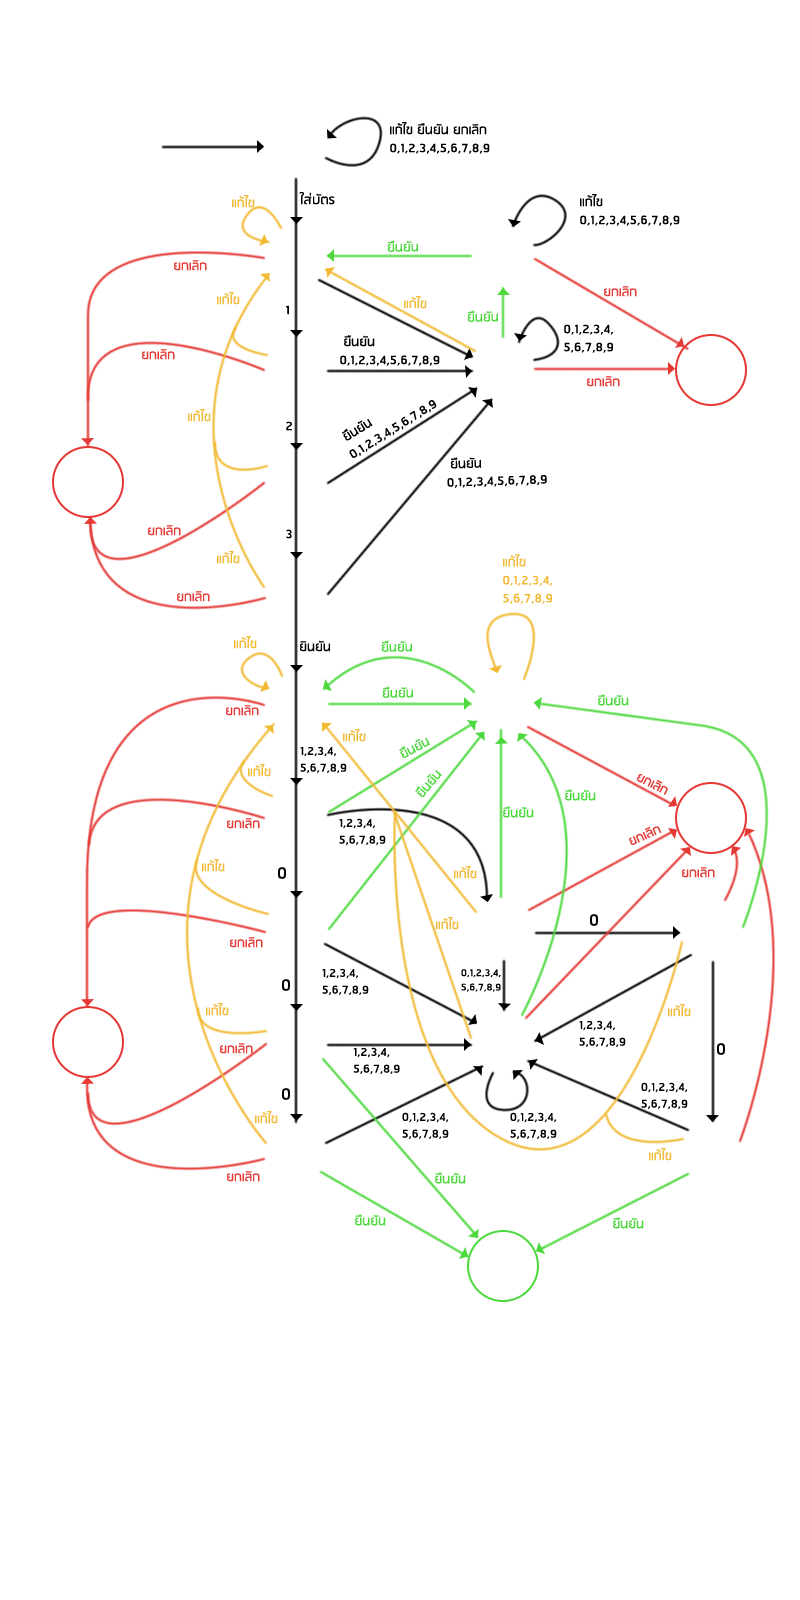 แก้ไข ยืนยัน ยกเลิก
0,1,2,3,4,5,6,7,8,9
ใส่บัตร
แก้ไข
แก้ไข
0,1,2,3,4,5,6,7,8,9
ยืนยัน
ยกเลิก
ยกเลิก
แก้ไข
แก้ไข
1
ยืนยัน
0,1,2,3,4,
5,6,7,8,9
ยืนยัน
0,1,2,3,4,5,6,7,8,9
ยกเลิก
ยกเลิก
แก้ไข
2
ยืนยัน
0,1,2,3,4,5,6,7,8,9
ยืนยัน
0,1,2,3,4,5,6,7,8,9
ยกเลิก
3
แก้ไข
ยกเลิก
แก้ไข
0,1,2,3,4,
5,6,7,8,9
แก้ไข
ยืนยัน
ยืนยัน
ยืนยัน
ยืนยัน
ยกเลิก
แก้ไข
ยืนยัน
1,2,3,4,
5,6,7,8,9
แก้ไข
ยืนยัน
ยกเลิก
ยืนยัน
ยืนยัน
ยกเลิก
1,2,3,4,
5,6,7,8,9
ยกเลิก
แก้ไข
0
แก้ไข
ยกเลิก
0
แก้ไข
ยกเลิก
1,2,3,4,
5,6,7,8,9
0,1,2,3,4,
5,6,7,8,9
0
แก้ไข
แก้ไข
1,2,3,4,
5,6,7,8,9
0
ยกเลิก
1,2,3,4,
5,6,7,8,9
0
0,1,2,3,4,
5,6,7,8,9
แก้ไข
0,1,2,3,4,
5,6,7,8,9
0,1,2,3,4,
5,6,7,8,9
แก้ไข
ยกเลิก
ยืนยัน
ยืนยัน
ยืนยัน